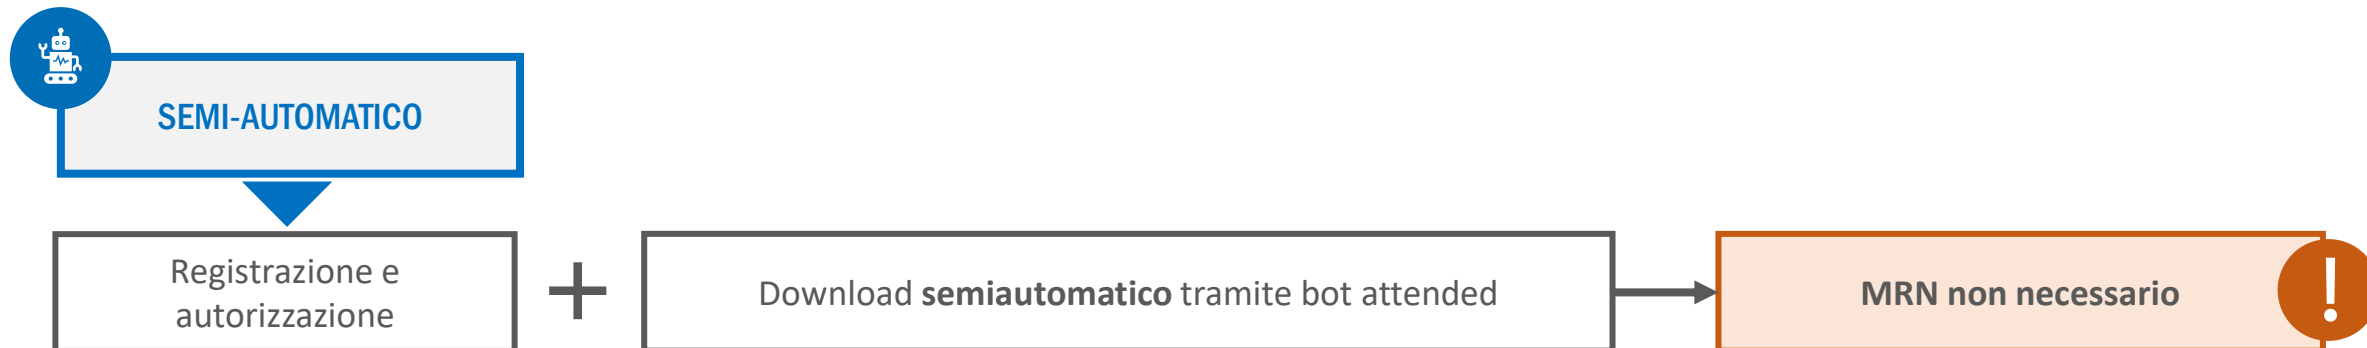 SEMI-AUTOMATICO
Registrazione e
autorizzazione
+
Download semiautomatico tramite bot attended
MRN non necessario
!